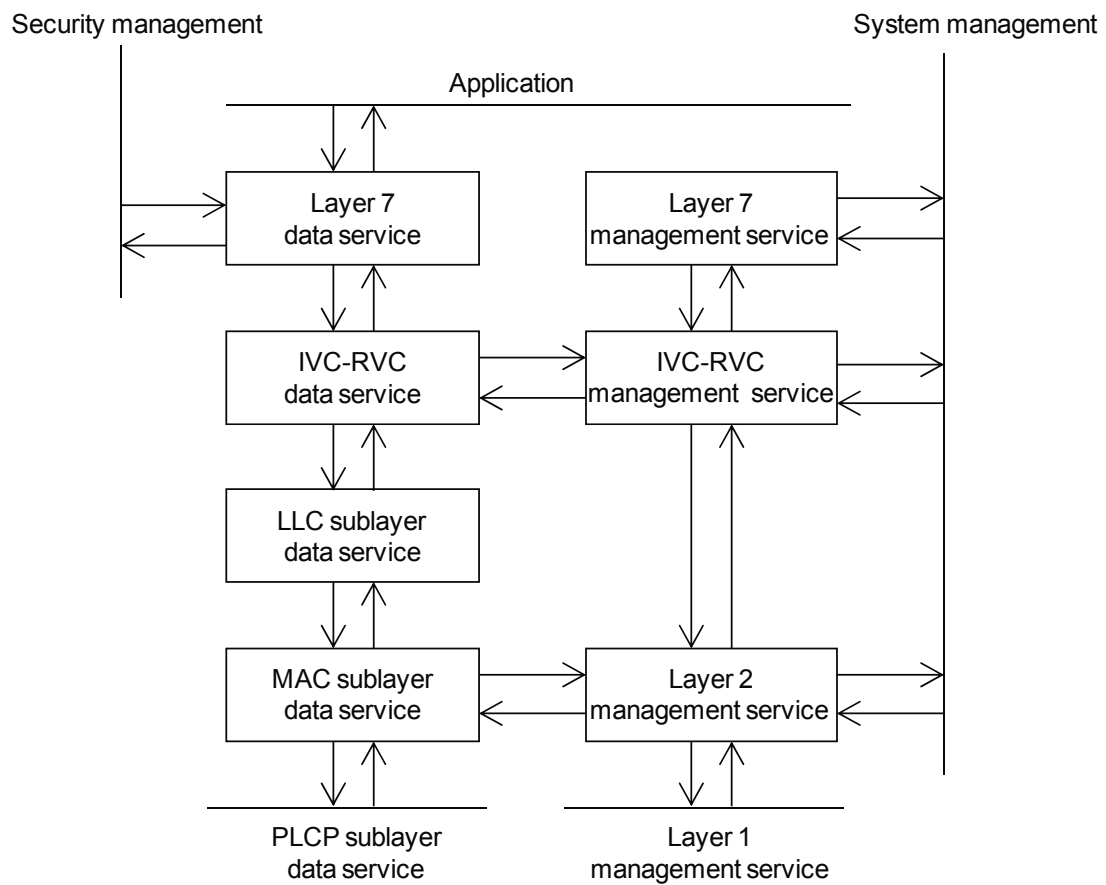 Security management
System management
Application
Layer 7
data service
Layer 7
management service
IVC-RVC
data service
IVC-RVC
management service
LLC sublayer
data service
MAC sublayer
data service
Layer 2
management service
PLCP sublayer
data service
Layer 1
management service